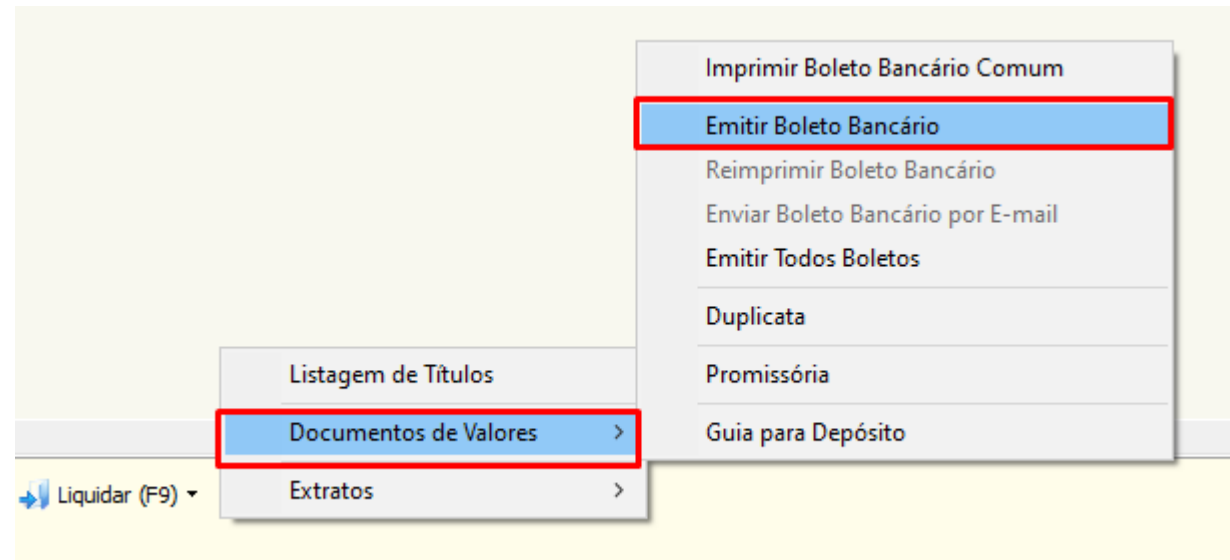 Imprimir Boleto Bancário Comum
Emitir Boleto Bancário
Reimprimir Boleto Bancário
Enviar Boleto Bancário por E-mail
Emitir Todos Boletos
Duplicata
Promissória
Guia para Depósito
Listagem de Títulos
Documentos de Valores
Extratos
Liquidar (F9)